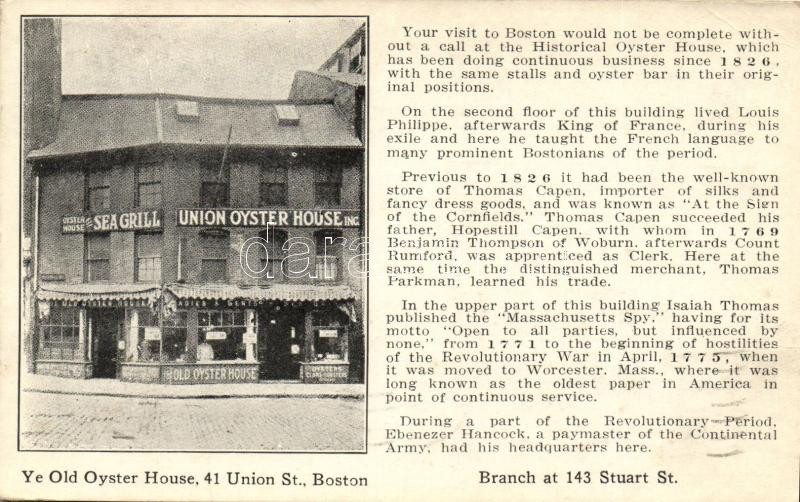 OYSTER HOUSE
SEA GRILL
UNION OYSTER HOUSE INC.
OLD OYSTER HOUSE
OYSTERS
Your visit to Boston would not be complete with-
out a call at the Historical Oyster House, which
has been doing continuous business since 1826,
with the same stalls and oyster bar in their orig-
inal positions.
On the second floor of this building lived Louis
Philippe, afterwards King of France, during his
exile and here he taught the French language to
many prominent Bostonians of the period.
Previous to 1826 it had been the well-known
store of Thomas Capen, importer of silks and
fancy dress goods, and was known as "At the Sign
of the Cornfields." Thomas Capen succeeded his
father, Hopestill Capen, with whom in 1769
Benjamin Thompson of Woburn, afterwards Count
Rumford, was apprenticed as Clerk. Here at the
same time the distinguished merchant, Thomas
Parkman, learned his trade.
In the upper part of this building Isaiah Thomas
published the "Massachusetts Spy," having for its
motto "Open to all parties, but influenced by
none," from 1771 to the beginning of hostilities
of the Revolutionary War in April, 1775, when
it was moved to Worcester, Mass., where it was
long known as the oldest paper in America in
point of continuous service.
During a part of the Revolutionary Period,
Ebenezer Hancock, a paymaster of the Continental
Army, had his headquarters here.
Ye Old Oyster House, 41 Union St., Boston
Branch at 143 Stuart St.
darabanth